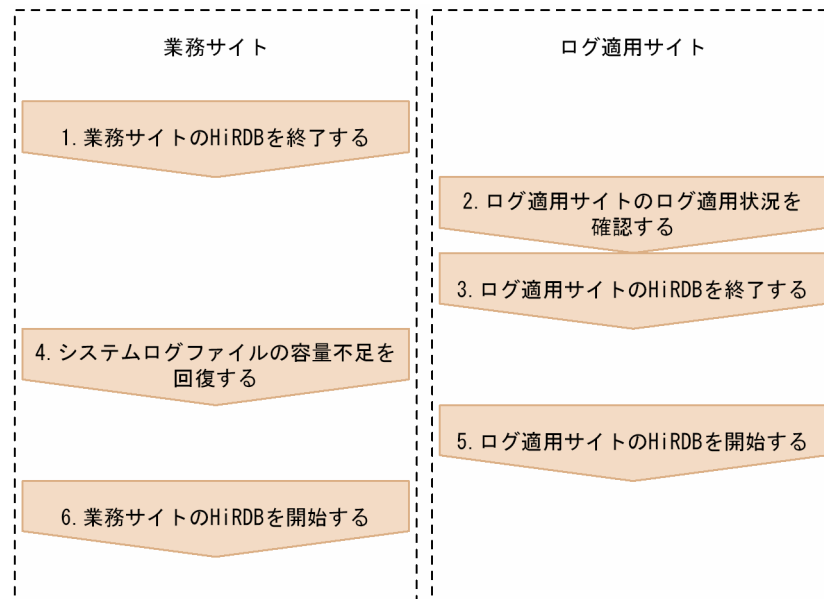 業務サイト
ログ適用サイト
1. 業務サイトのHiRDBを終了する
2. ログ適用サイトのログ適用状況を
確認する
3. ログ適用サイトのHiRDBを終了する
4. システムログファイルの容量不足を
回復する
5. ログ適用サイトのHiRDBを開始する
6. 業務サイトのHiRDBを開始する